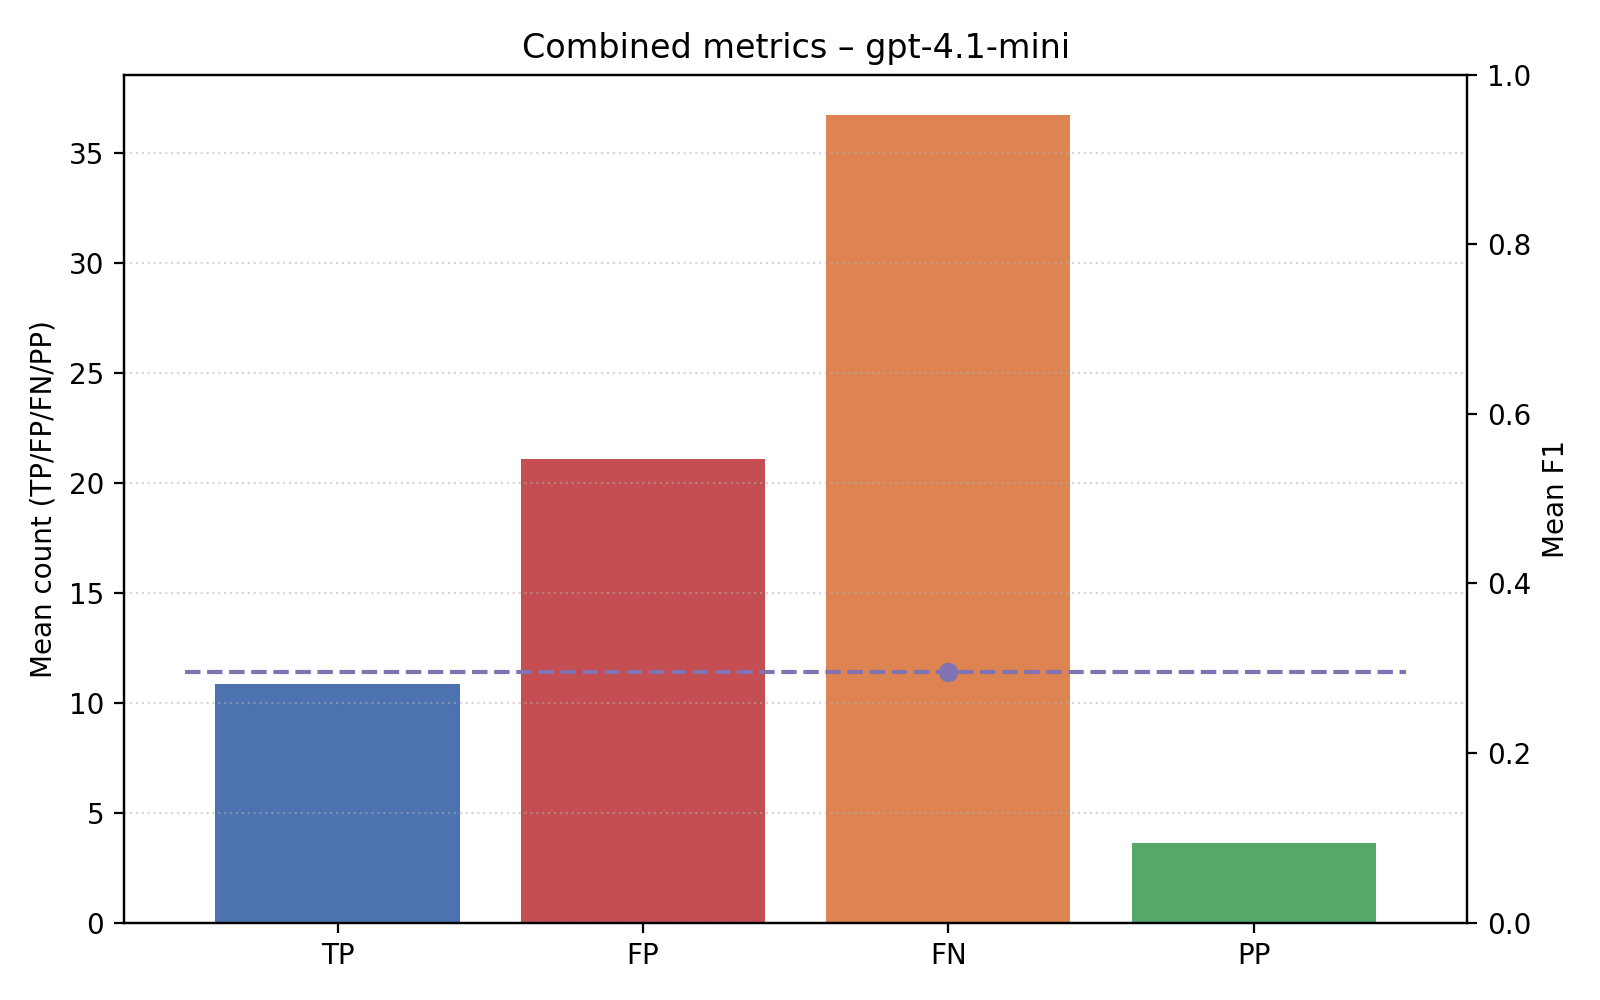 Combined metrics – gpt-4.1-mini
Mean count (TP/FP/FN/PP)
35
30
25
20
15
10
5
0
TP
FP
FN
PP
1.0
0.8
0.6
0.4
0.2
0.0
Mean F1